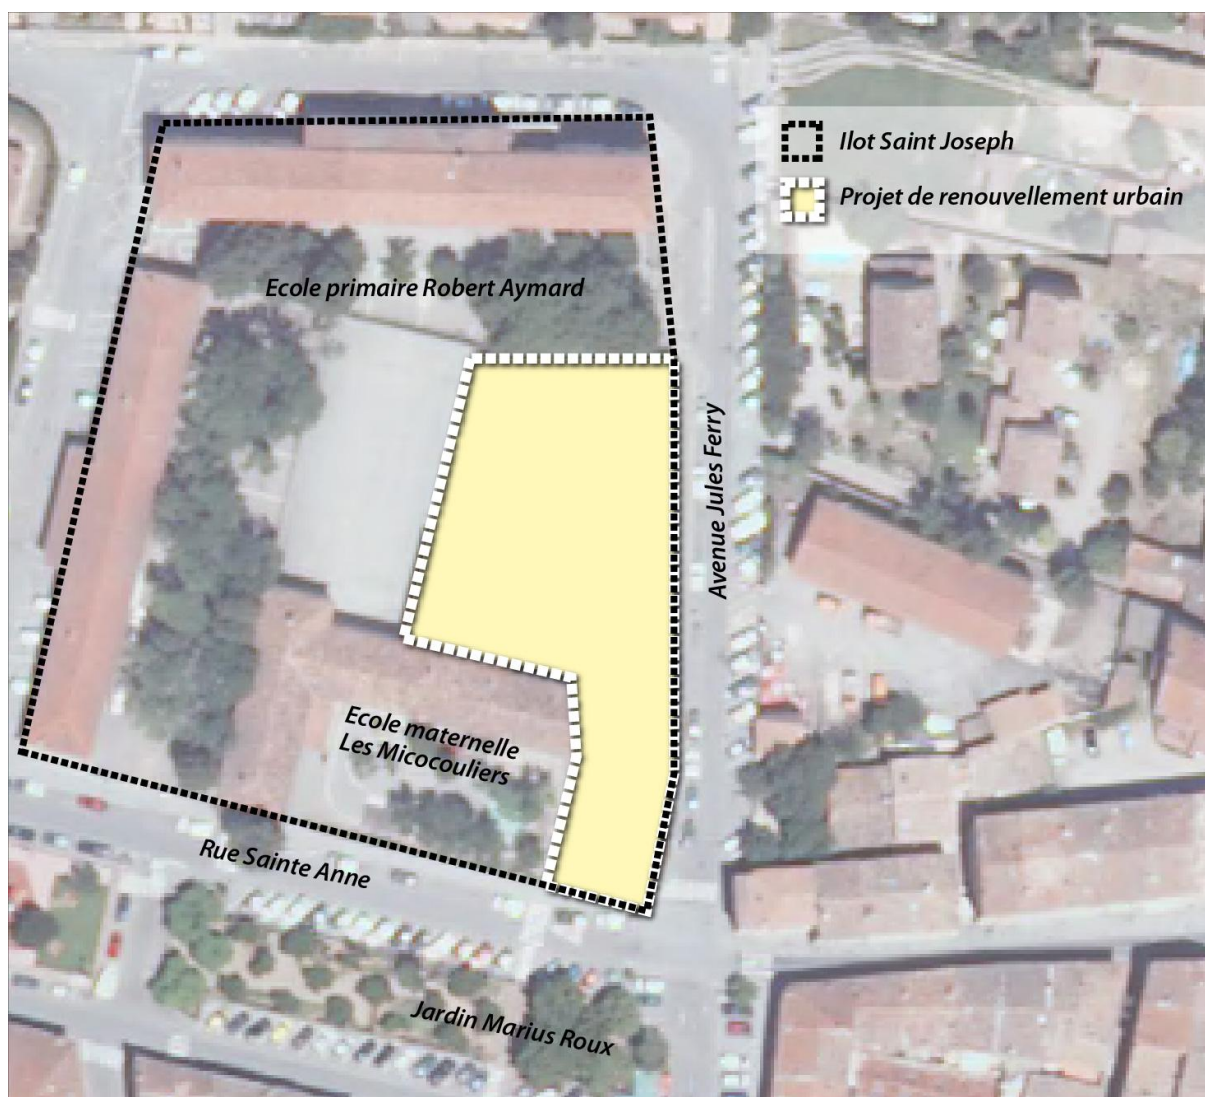 Ilot Saint Joseph
Projet de renouvellement urbain
Ecole primaire Robert Aymard
Avenue Jules Ferry
Ecole maternelle
Les Micocouliers
Rue Sainte Anne
Jardin Marius Roux